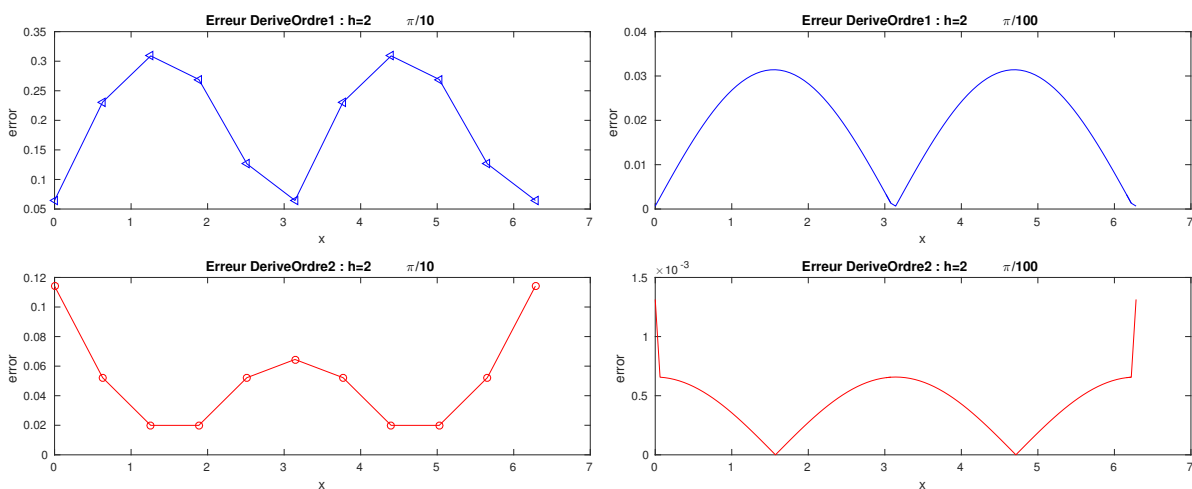 Erreur DeriveOrdre1 : h=2 π/10
0.35
0.3
0.25
0.2
0.15
0.1
0.05
error
0 1 2 3 4 5 6 7
x
Erreur DeriveOrdre1 : h=2 π/100
0.04
0.03
0.02
0.01
0
error
0 1 2 3 4 5 6 7
x
Erreur DeriveOrdre2 : h=2 π/10
0.12
0.1
0.08
0.06
0.04
0.02
0
error
0 1 2 3 4 5 6 7
x
Erreur DeriveOrdre2 : h=2 π/100
×10⁻³
1.5
1
0.5
0
error
0 1 2 3 4 5 6 7
x